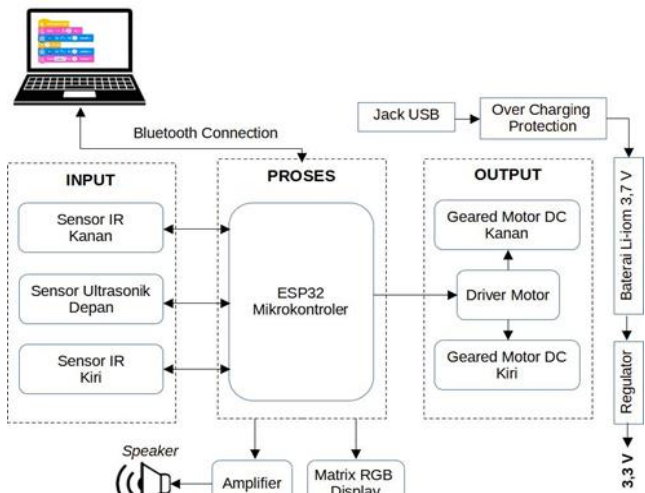 Jack USB
Over Charging
Protection
Bluetooth Connection
INPUT
PROSES
OUTPUT
Sensor IR
Kanan
Sensor Ultrasonik
Depan
Sensor IR
Kiri
ESP32
Mikrokontroler
Geared Motor DC
Kanan
Driver Motor
Geared Motor DC
Kiri
Baterai Li-iom 3,7 V
Regulator
3,3 V
Speaker
Amplifier
Matrix RGB
Display